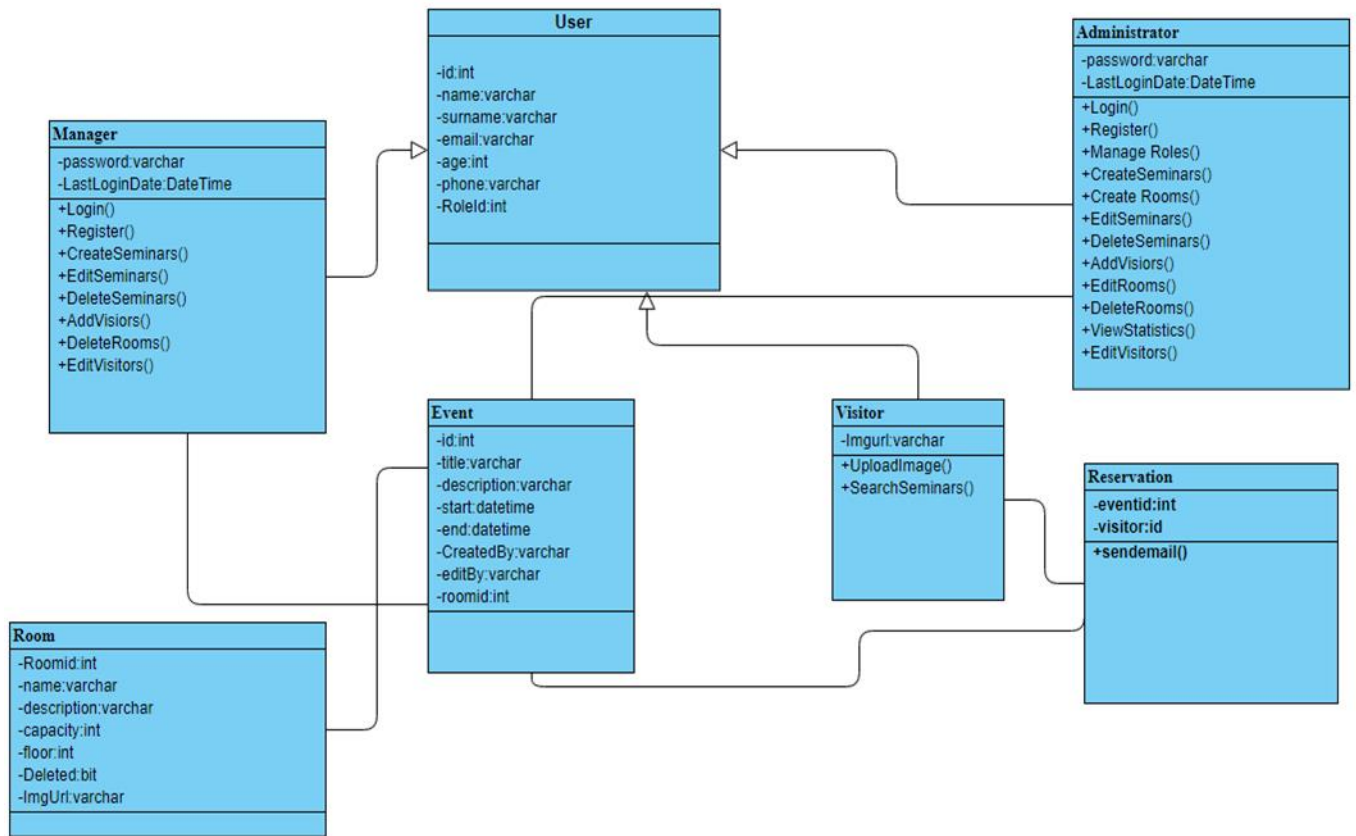 User
-id:int
-name:varchar
-surname:varchar
-email:varchar
-age:int
-phone:varchar
-RoleId:int
Administrator
-password:varchar
-LastLoginDate:DateTime
+Login()
+Register()
+Manage Roles()
+CreateSeminars()
+Create Rooms()
+EditSeminars()
+DeleteSeminars()
+AddVisiors()
+EditRooms()
+DeleteRooms()
+ViewStatistics()
+EditVisitors()
Manager
-password:varchar
-LastLoginDate:DateTime
+Login()
+Register()
+CreateSeminars()
+EditSeminars()
+DeleteSeminars()
+AddVisiors()
+DeleteRooms()
+EditVisitors()
Event
-id:int
-title:varchar
-description:varchar
-start:datetime
-end:datetime
-CreatedBy:varchar
-editBy:varchar
-roomid:int
Visitor
-Imgurl:varchar
+UploadImage()
+SearchSeminars()
Reservation
-eventid:int
-visitor:id
+sendemail()
Room
-Roomid:int
-name:varchar
-description:varchar
-capacity:int
-floor:int
-Deleted:bit
-ImgUrl:varchar